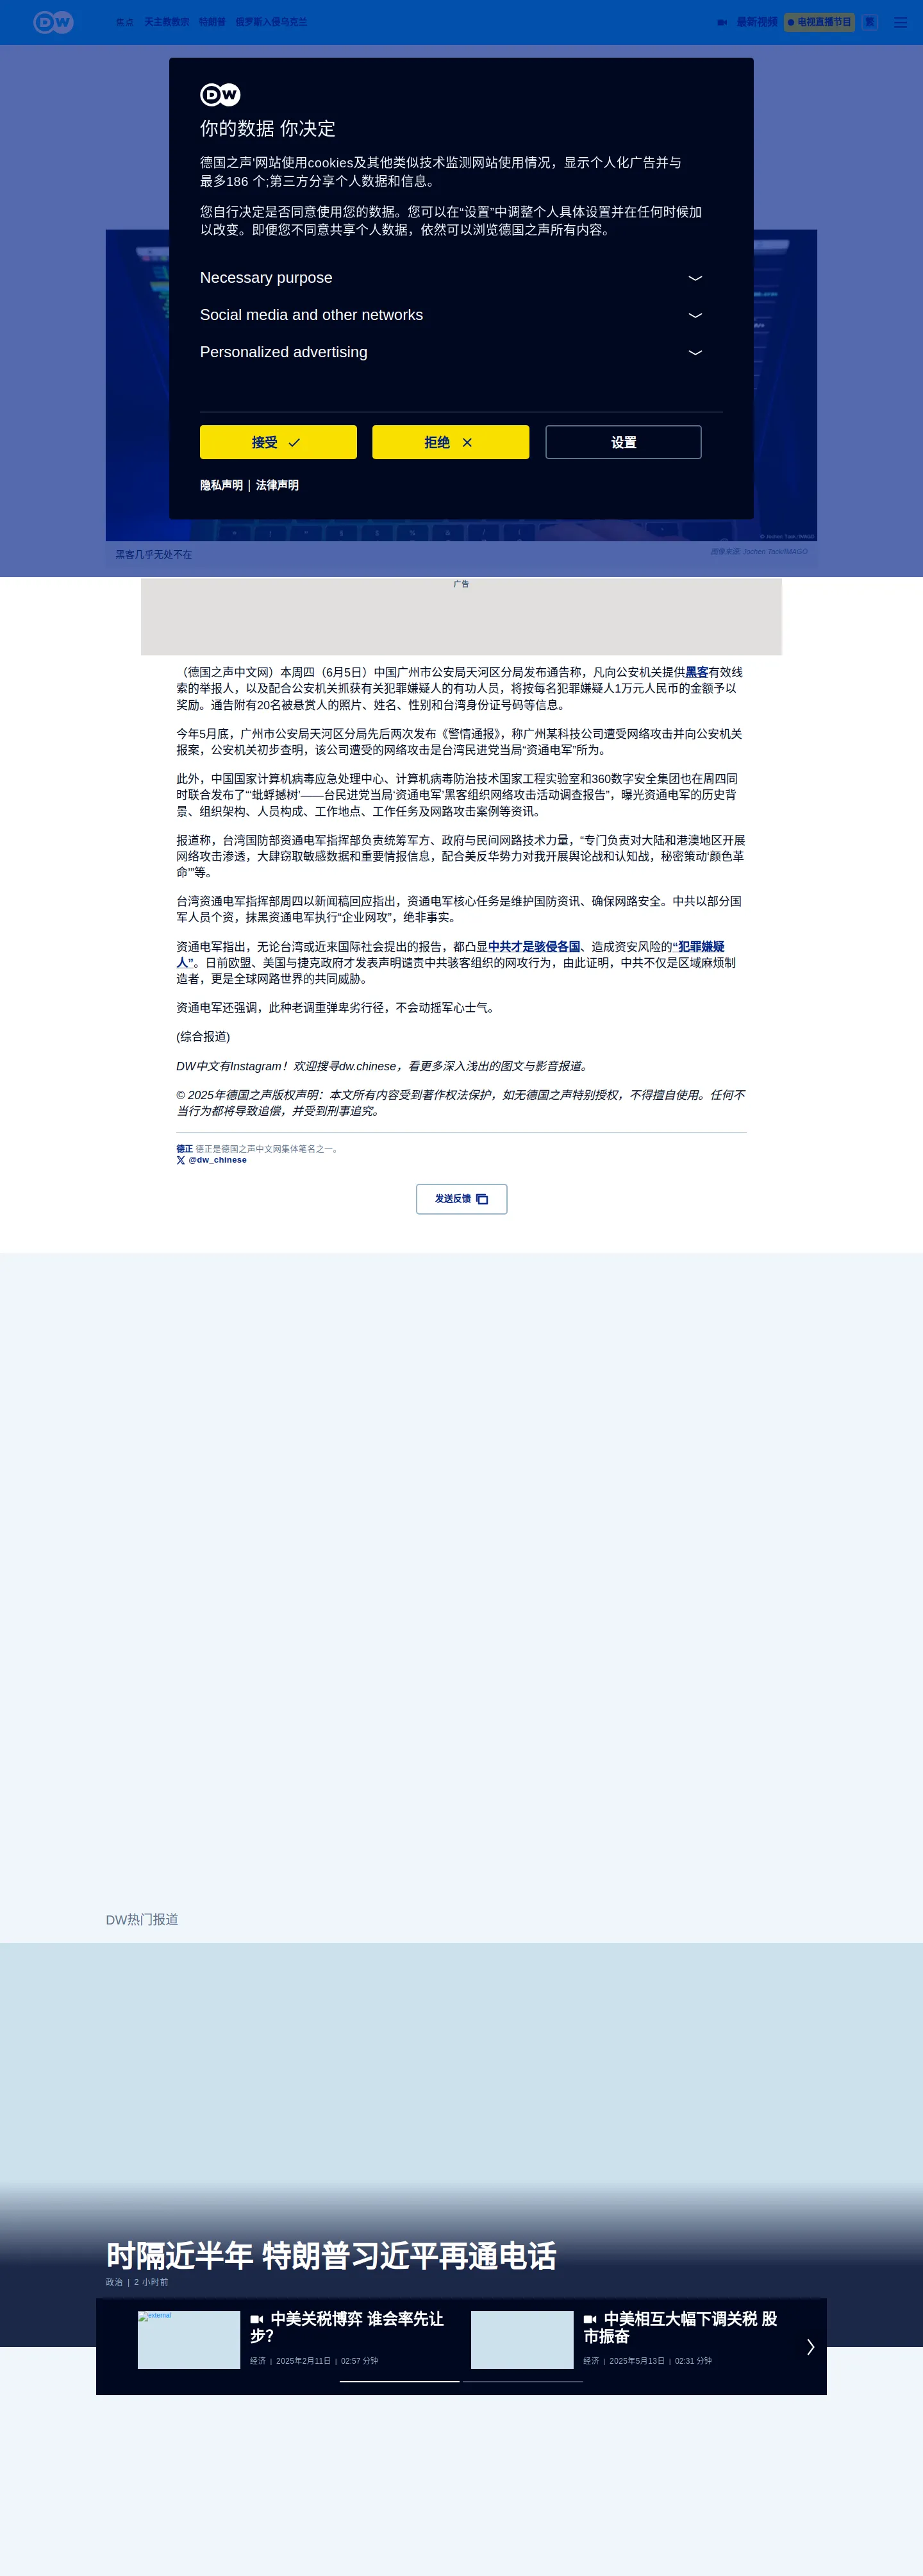 DW
焦点 天主教教宗 特朗普 俄罗斯入侵乌克兰
最新视频 电视直播节目 繁
DW
你的数据 你决定
德国之声'网站使用cookies及其他类似技术监测网站使用情况，显示个人化广告并与
最多186 个;第三方分享个人数据和信息。
您自行决定是否同意使用您的数据。您可以在“设置”中调整个人具体设置并在任何时候加
以改变。即便您不同意共享个人数据，依然可以浏览德国之声所有内容。
Necessary purpose
Social media and other networks
Personalized advertising
接受 拒绝 设置
隐私声明 | 法律声明
黑客几乎无处不在
图像来源: Jochen Tack/IMAGO
广告
（德国之声中文网）本周四（6月5日）中国广州市公安局天河区分局发布通告称，凡向公安机关提供黑客有效线
索的举报人，以及配合公安机关抓获有关犯罪嫌疑人的有功人员，将按每名犯罪嫌疑人1万元人民币的金额予以
奖励。通告附有20名被悬赏人的照片、姓名、性别和台湾身份证号码等信息。
今年5月底，广州市公安局天河区分局先后两次发布《警情通报》，称广州某科技公司遭受网络攻击并向公安机关
报案，公安机关初步查明，该公司遭受的网络攻击是台湾民进党当局“资通电军”所为。
此外，中国国家计算机病毒应急处理中心、计算机病毒防治技术国家工程实验室和360数字安全集团也在周四同
时联合发布了“‘蚍蜉撼树’——台民进党当局‘资通电军’黑客组织网络攻击活动调查报告”，曝光资通电军的历史背
景、组织架构、人员构成、工作地点、工作任务及网路攻击案例等资讯。
报道称，台湾国防部资通电军指挥部负责统筹军方、政府与民间网路技术力量，“专门负责对大陆和港澳地区开展
网络攻击渗透，大肆窃取敏感数据和重要情报信息，配合美反华势力对我开展舆论战和认知战，秘密策动‘颜色革
命’”等。
台湾资通电军指挥部周四以新闻稿回应指出，资通电军核心任务是维护国防资讯、确保网路安全。中共以部分国
军人员个资，抹黑资通电军执行“企业网攻”，绝非事实。
资通电军指出，无论台湾或近来国际社会提出的报告，都凸显中共才是骇侵各国、造成资安风险的“犯罪嫌疑
人”。日前欧盟、美国与捷克政府才发表声明谴责中共骇客组织的网攻行为，由此证明，中共不仅是区域麻烦制
造者，更是全球网路世界的共同威胁。
资通电军还强调，此种老调重弹卑劣行径，不会动摇军心士气。
(综合报道)
DW中文有Instagram！欢迎搜寻dw.chinese，看更多深入浅出的图文与影音报道。
© 2025年德国之声版权声明：本文所有内容受到著作权法保护，如无德国之声特别授权，不得擅自使用。任何不
当行为都将导致追偿，并受到刑事追究。
德正 德正是德国之声中文网集体笔名之一。
@dw_chinese
发送反馈
DW热门报道
时隔近半年 特朗普习近平再通电话
政治 | 2 小时前
external
中美关税博弈 谁会率先让
步？
经济 | 2025年2月11日 | 02:57 分钟
中美相互大幅下调关税 股
市振奋
经济 | 2025年5月13日 | 02:31 分钟